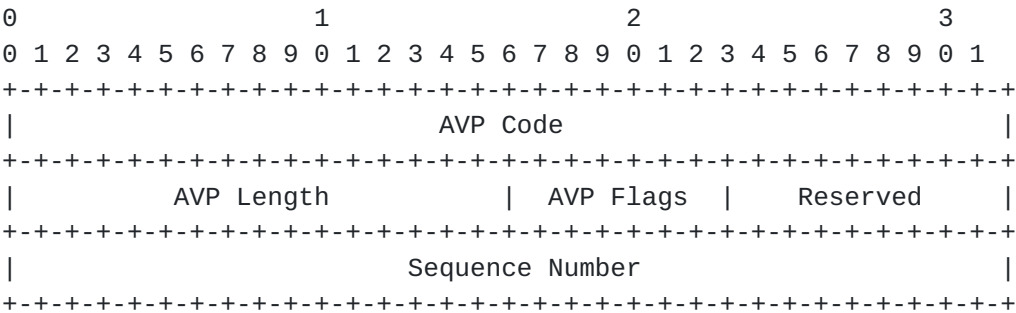 0                   1                   2                   3
0 1 2 3 4 5 6 7 8 9 0 1 2 3 4 5 6 7 8 9 0 1 2 3 4 5 6 7 8 9 0 1
+-+-+-+-+-+-+-+-+-+-+-+-+-+-+-+-+-+-+-+-+-+-+-+-+-+-+-+-+-+-+-+-+
|                           AVP Code                            |
+-+-+-+-+-+-+-+-+-+-+-+-+-+-+-+-+-+-+-+-+-+-+-+-+-+-+-+-+-+-+-+-+
|          AVP Length           |  AVP Flags  |    Reserved     |
+-+-+-+-+-+-+-+-+-+-+-+-+-+-+-+-+-+-+-+-+-+-+-+-+-+-+-+-+-+-+-+-+
|                         Sequence Number                       |
+-+-+-+-+-+-+-+-+-+-+-+-+-+-+-+-+-+-+-+-+-+-+-+-+-+-+-+-+-+-+-+-+